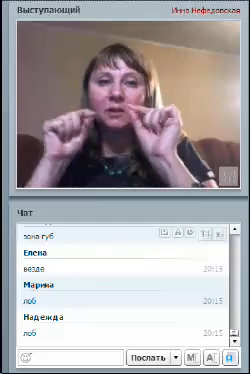 Выступающий Инна Нефедовская
Чат
зона губ
Елена
везде 20:15
Марина
лоб 20:15
Надежда
лоб 20:15
Послать М А